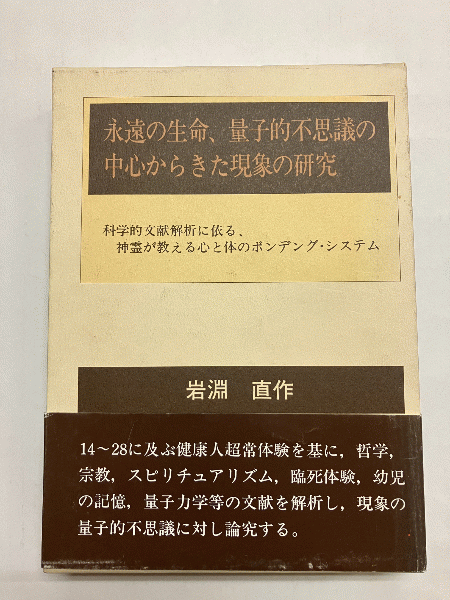 永遠の生命、量子的不思議の
中心からきた現象の研究
科学的文献解析に依る、
神霊が教える心と体のボンデング・システム
岩淵 直作
14〜28に及ぶ健康人超常体験を基に，哲学，
宗教，スピリチュアリズム，臨死体験，幼児
の記憶，量子力学等の文献を解析し，現象の
量子的不思議に対し論究する。